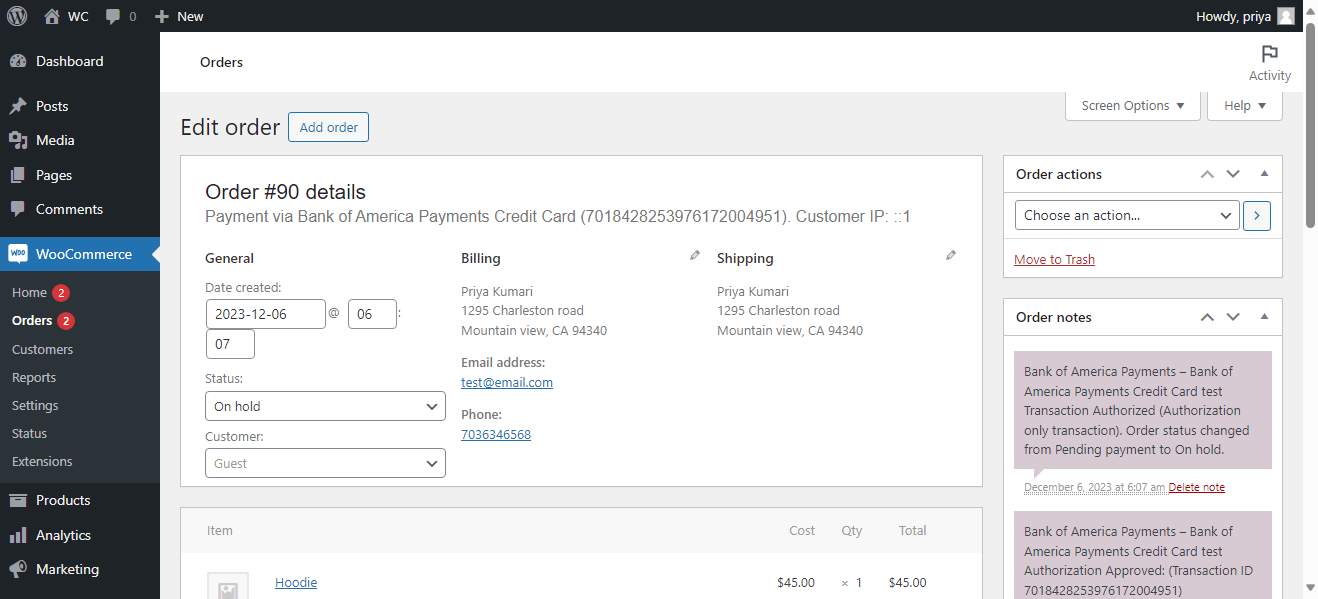 WC
0
New
Howdy, priya
Dashboard
Posts
Media
Pages
Comments
Woo
WooCommerce
Home 2
Orders 2
Customers
Reports
Settings
Status
Extensions
Products
Analytics
Marketing
Orders
Activity
Screen Options
Help
Edit order
Add order
Order #90 details
Payment via Bank of America Payments Credit Card (7018428253976172004951). Customer IP: ::1
General
Date created:
2023-12-06 @ 06 :
07
Status:
On hold
Customer:
Guest
Billing
Priya Kumari
1295 Charleston road
Mountain view, CA 94340
Email address:
test@email.com
Phone:
7036346568
Shipping
Priya Kumari
1295 Charleston road
Mountain view, CA 94340
Item Cost Qty Total
Hoodie $45.00 × 1 $45.00
Order actions
Choose an action...
Move to Trash
Order notes
Bank of America Payments – Bank of
America Payments Credit Card test
Transaction Authorized (Authorization
only transaction). Order status changed
from Pending payment to On hold.
December 6, 2023 at 6:07 am Delete note
Bank of America Payments – Bank of
America Payments Credit Card test
Authorization Approved: (Transaction ID
7018428253976172004951)